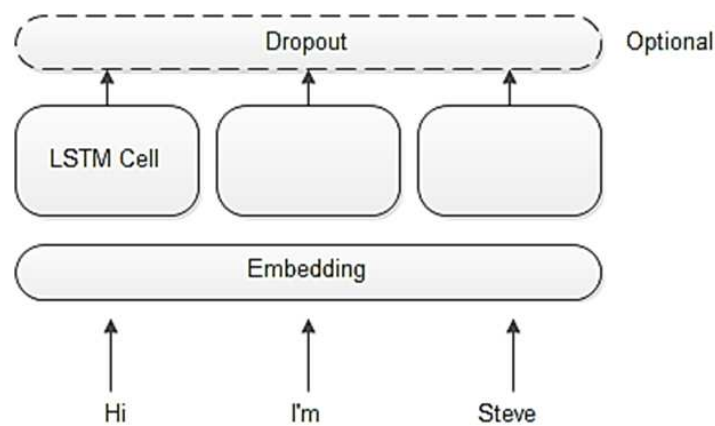 Dropout
Optional
LSTM Cell
Embedding
Hi
I'm
Steve